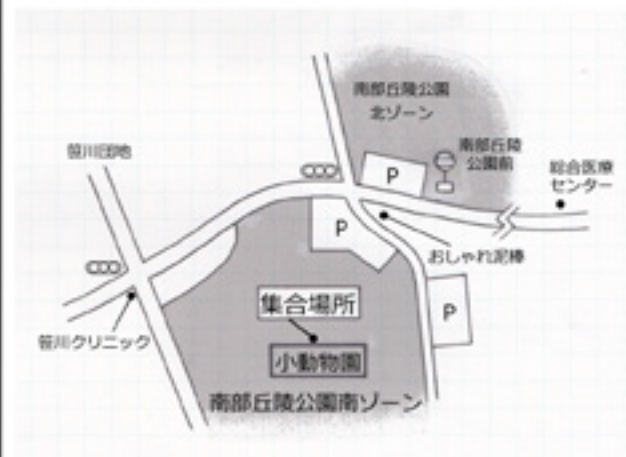 南部丘陵公園
北ゾーン
笹川団地
南部丘陵
公園前
総合医療
センター
P
P
おしゃれ泥棒
集合場所
P
笹川クリニック
小動物園
南部丘陵公園南ゾーン